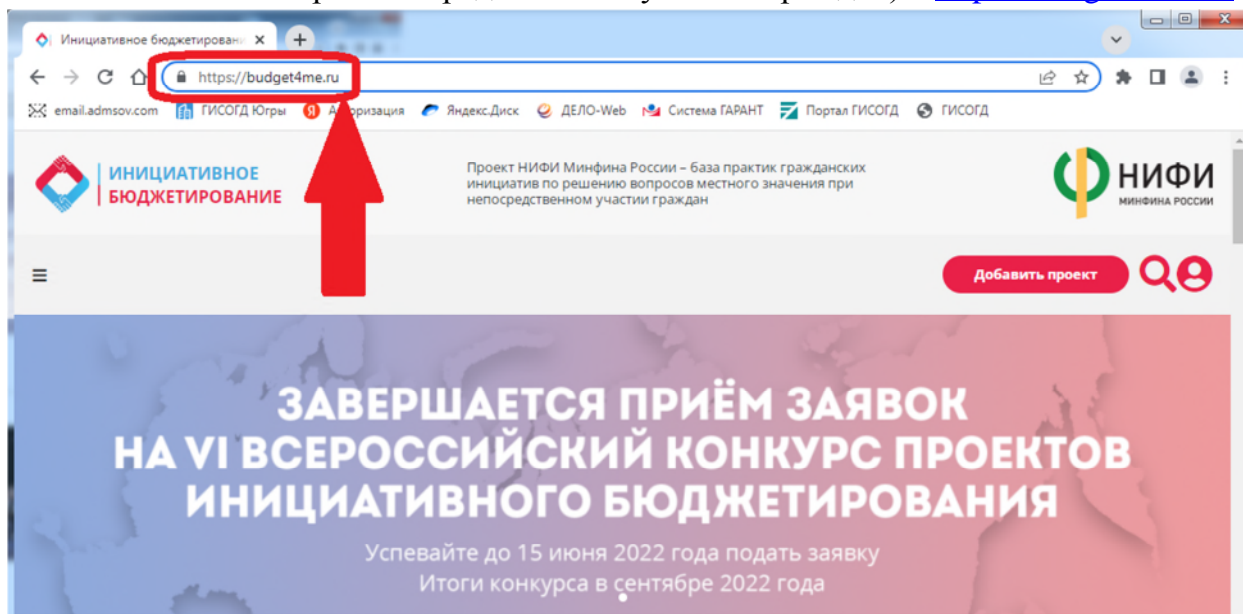 Инициативное бюджетировани
https://budget4me.ru
email.admsov.com ГИСОГД Югры Авторизация Яндекс.Диск ДЕЛО-Web Система ГАРАНТ Портал ГИСОГД ГИСОГД
ИНИЦИАТИВНОЕ
БЮДЖЕТИРОВАНИЕ
Проект НИФИ Минфина России – база практик гражданских
инициатив по решению вопросов местного значения при
непосредственном участии граждан
НИФИ
МИНФИНА РОССИИ
Добавить проект
ЗАВЕРШАЕТСЯ ПРИЁМ ЗАЯВОК
НА VI ВСЕРОССИЙСКИЙ КОНКУРС ПРОЕКТОВ
ИНИЦИАТИВНОГО БЮДЖЕТИРОВАНИЯ
Успевайте до 15 июня 2022 года подать заявку
Итоги конкурса в сентябре 2022 года